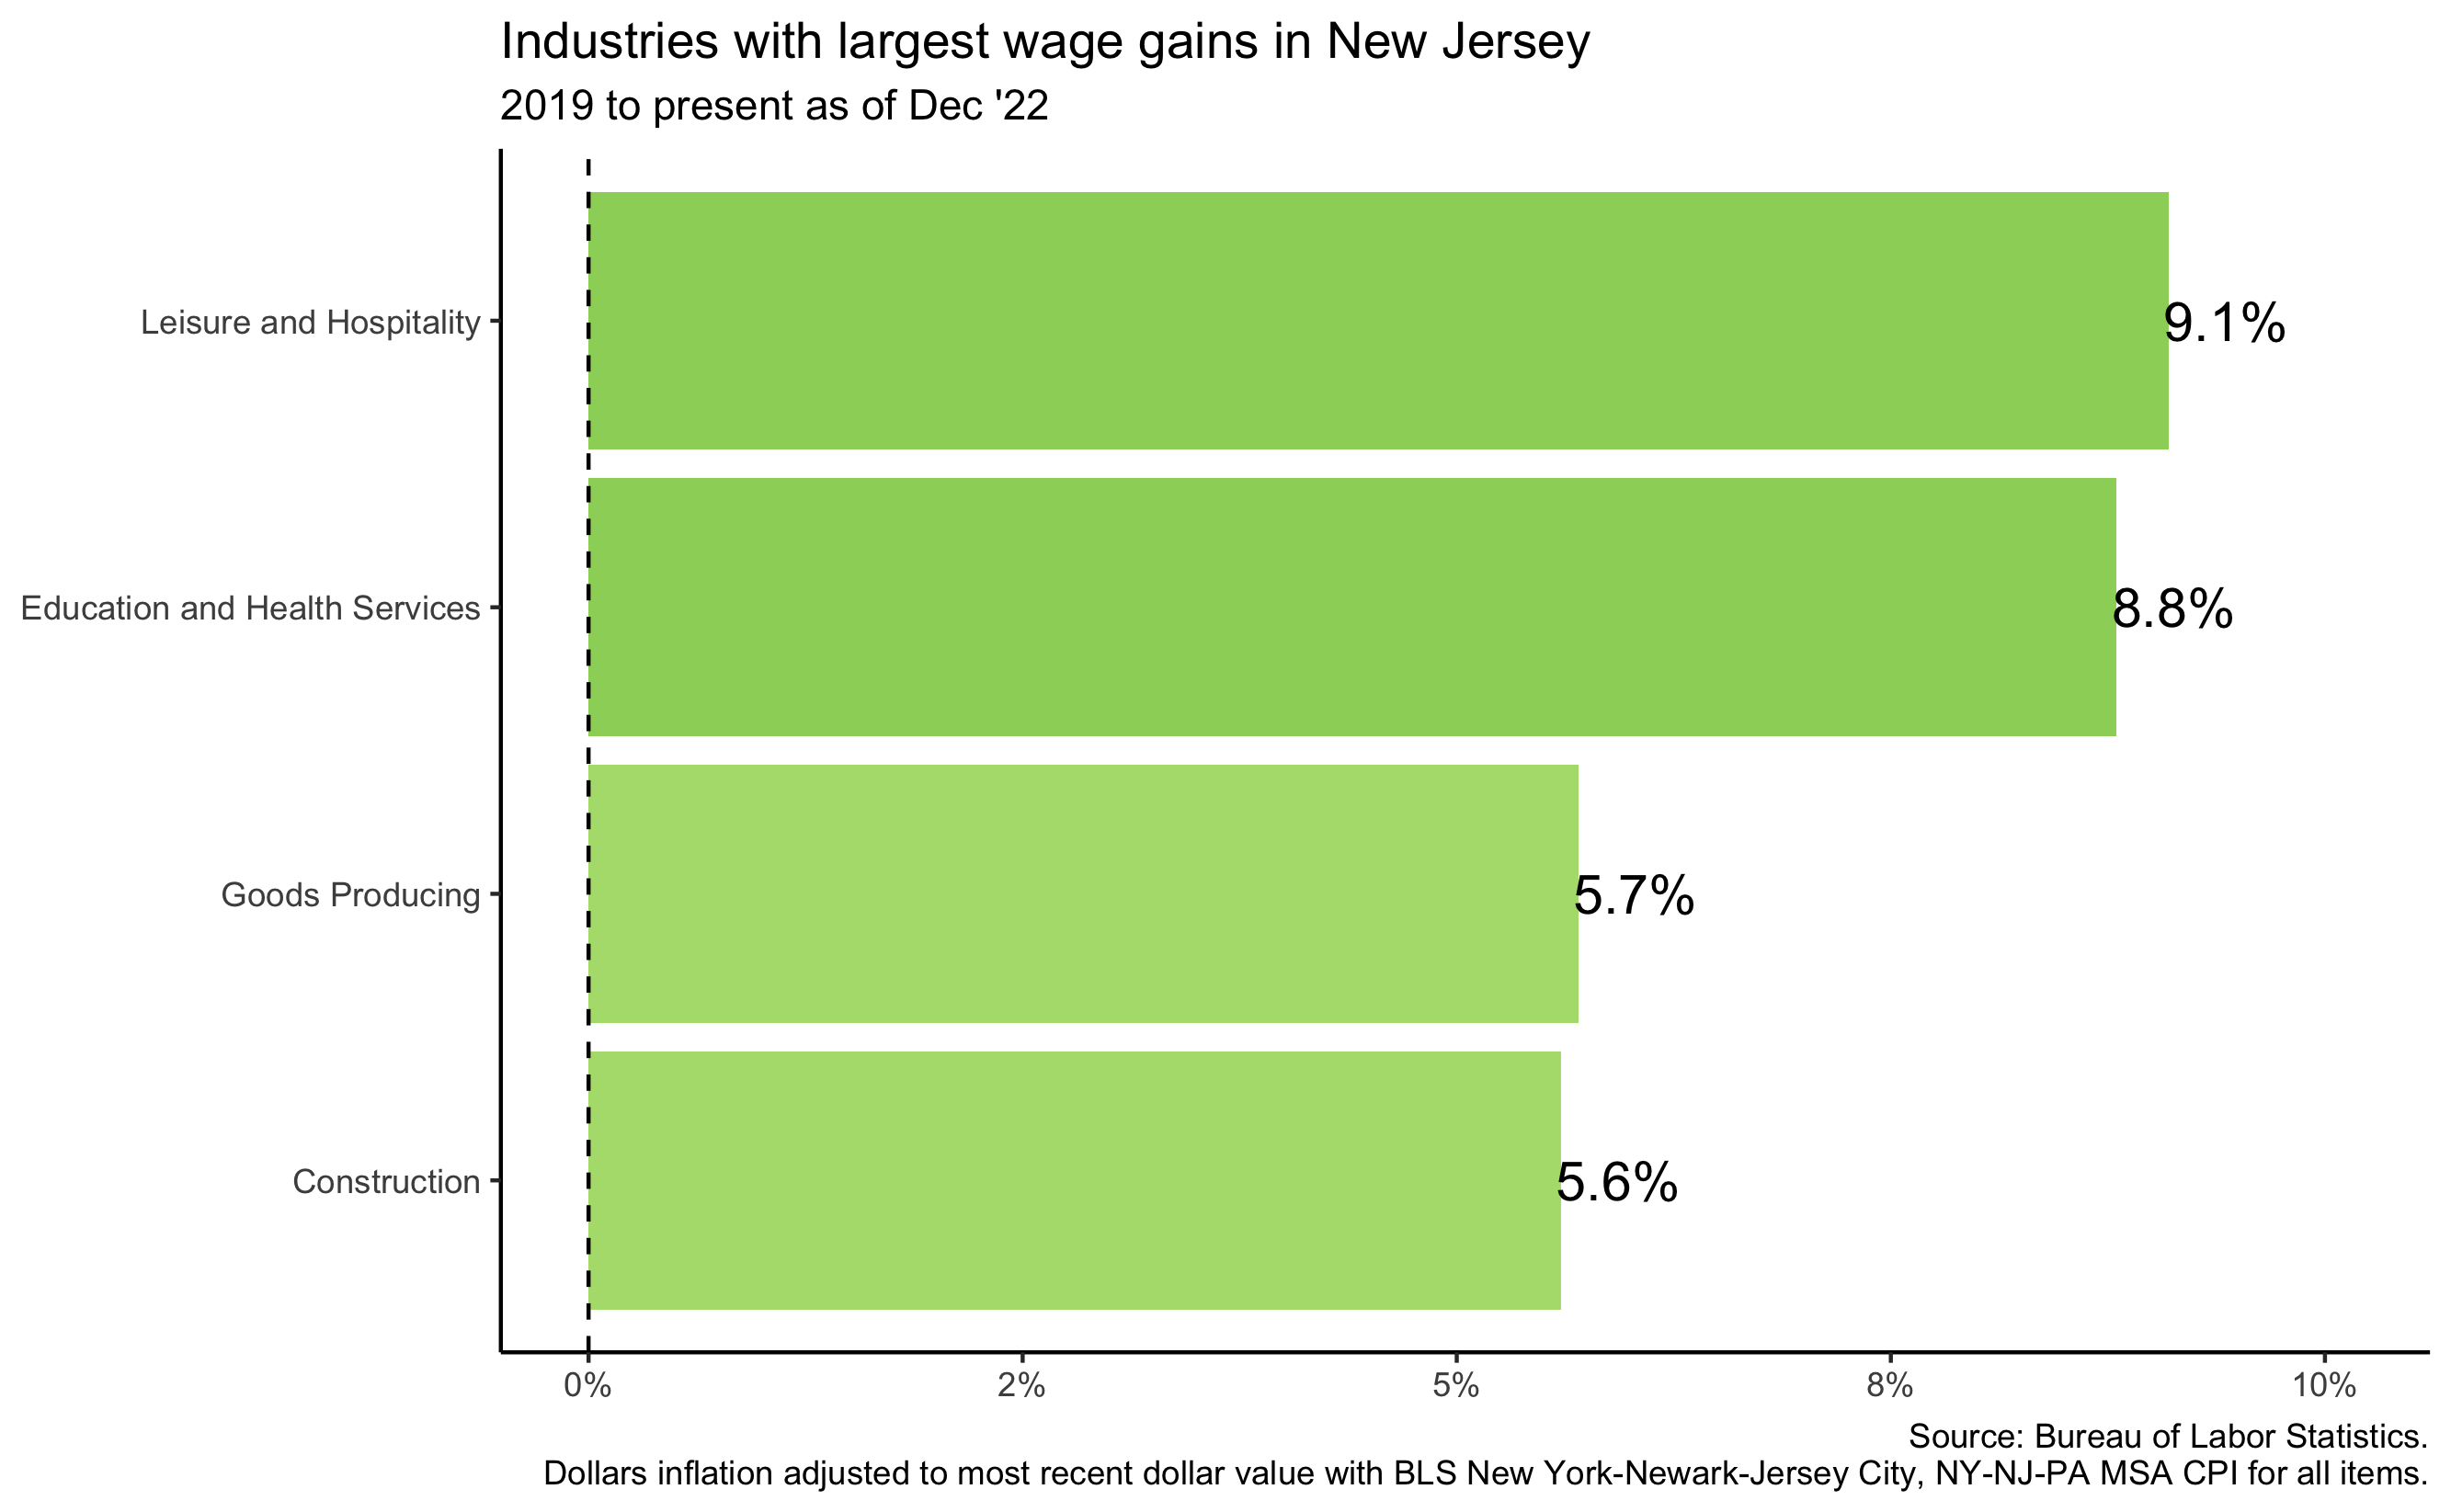 Industries with largest wage gains in New Jersey
2019 to present as of Dec '22
Leisure and Hospitality
9.1%
Education and Health Services
8.8%
Goods Producing
5.7%
Construction
5.6%
0% 2% 5% 8% 10%
Source: Bureau of Labor Statistics.
Dollars inflation adjusted to most recent dollar value with BLS New York-Newark-Jersey City, NY-NJ-PA MSA CPI for all items.